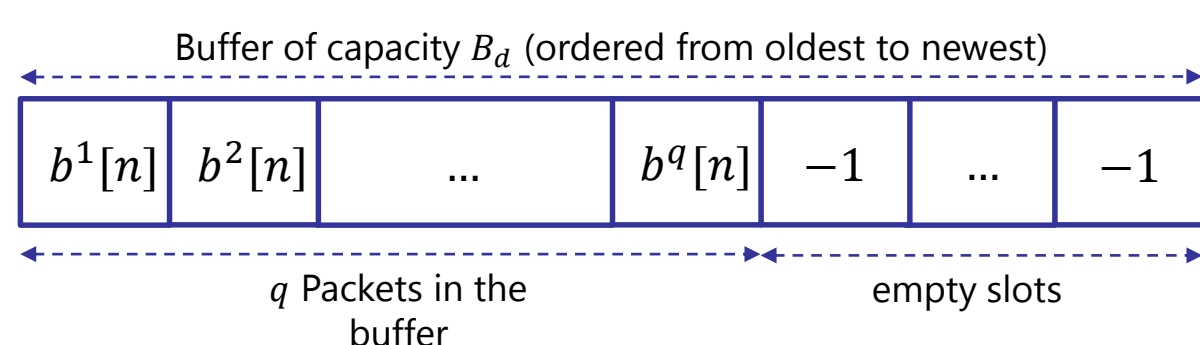 Buffer of capacity $B_d$ (ordered from oldest to newest)
$b^1[n]$ $b^2[n]$ ... $b^q[n]$ −1 ... −1
$q$ Packets in the empty slots
buffer